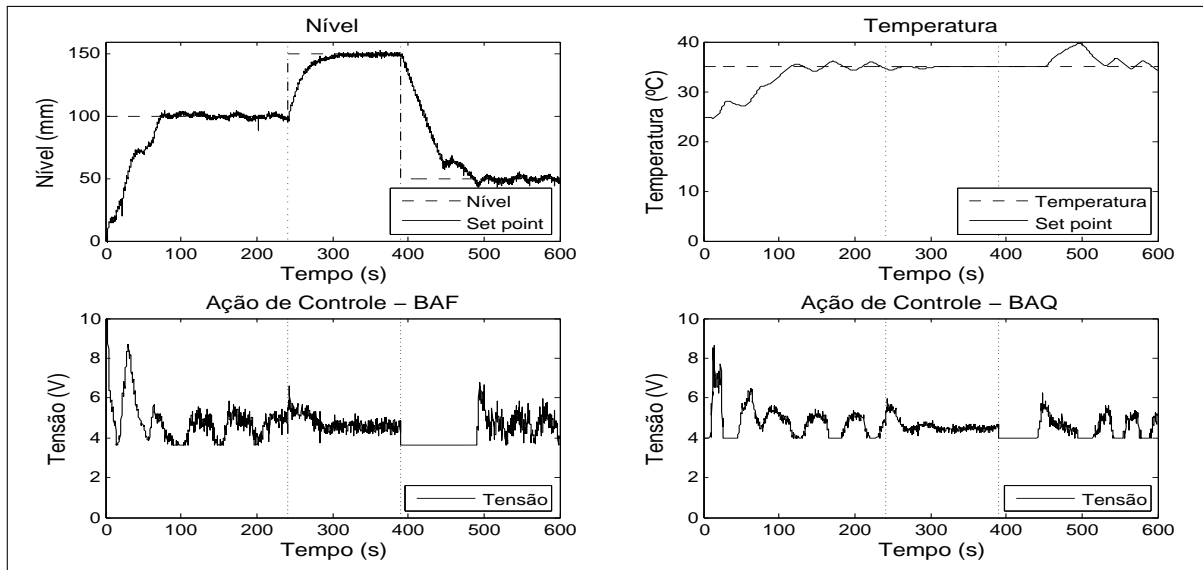 Nível
Nível (mm)
150
100
50
0
Nível
Set point
0 100 200 300 400 500 600
Tempo (s)
Temperatura
Temperatura (ºC)
40
35
30
25
20
15
10
5
0
Temperatura
Set point
0 100 200 300 400 500 600
Tempo (s)
Ação de Controle – BAF
Tensão (V)
10
8
6
4
2
0
Tensão
0 100 200 300 400 500 600
Tempo (s)
Ação de Controle – BAQ
Tensão (V)
10
8
6
4
2
0
Tensão
0 100 200 300 400 500 600
Tempo (s)